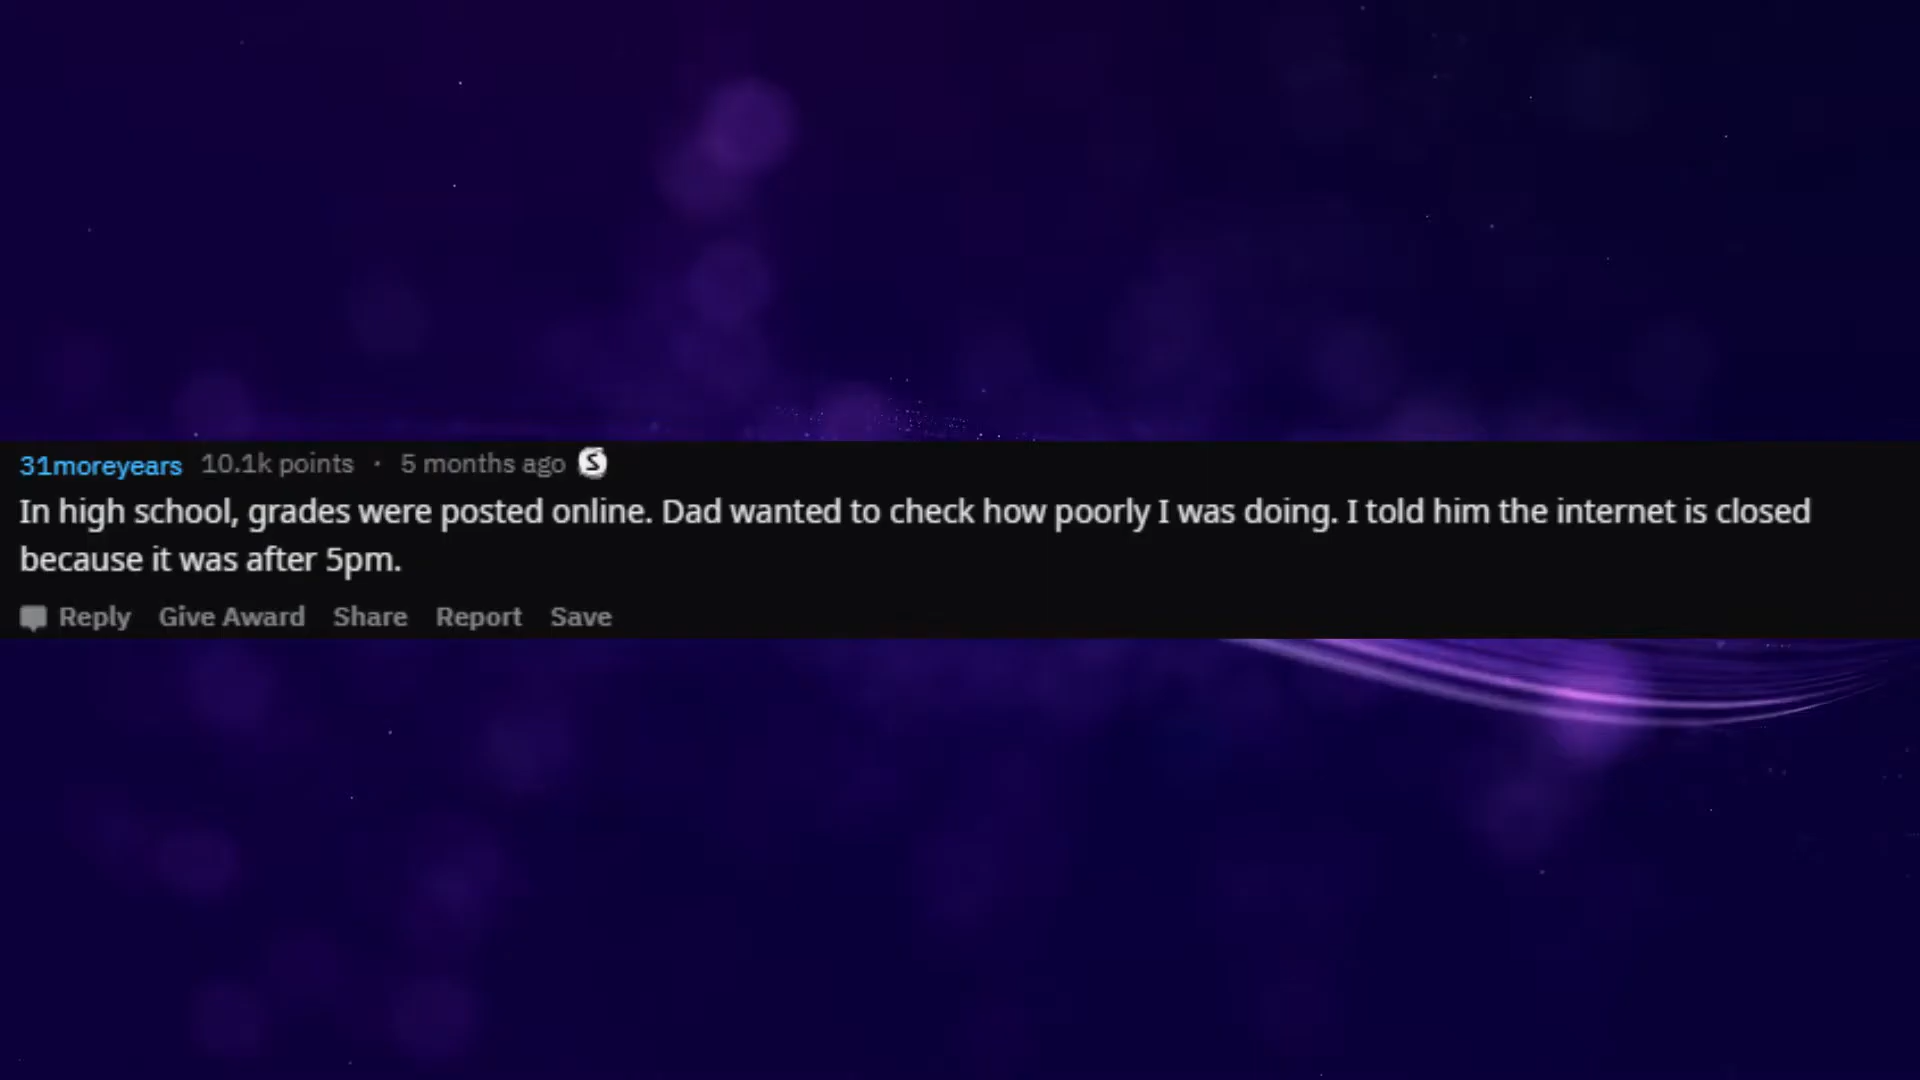 31moreyears 10.1k points · 5 months ago S
In high school, grades were posted online. Dad wanted to check how poorly I was doing. I told him the internet is closed
because it was after 5pm.
Reply Give Award Share Report Save